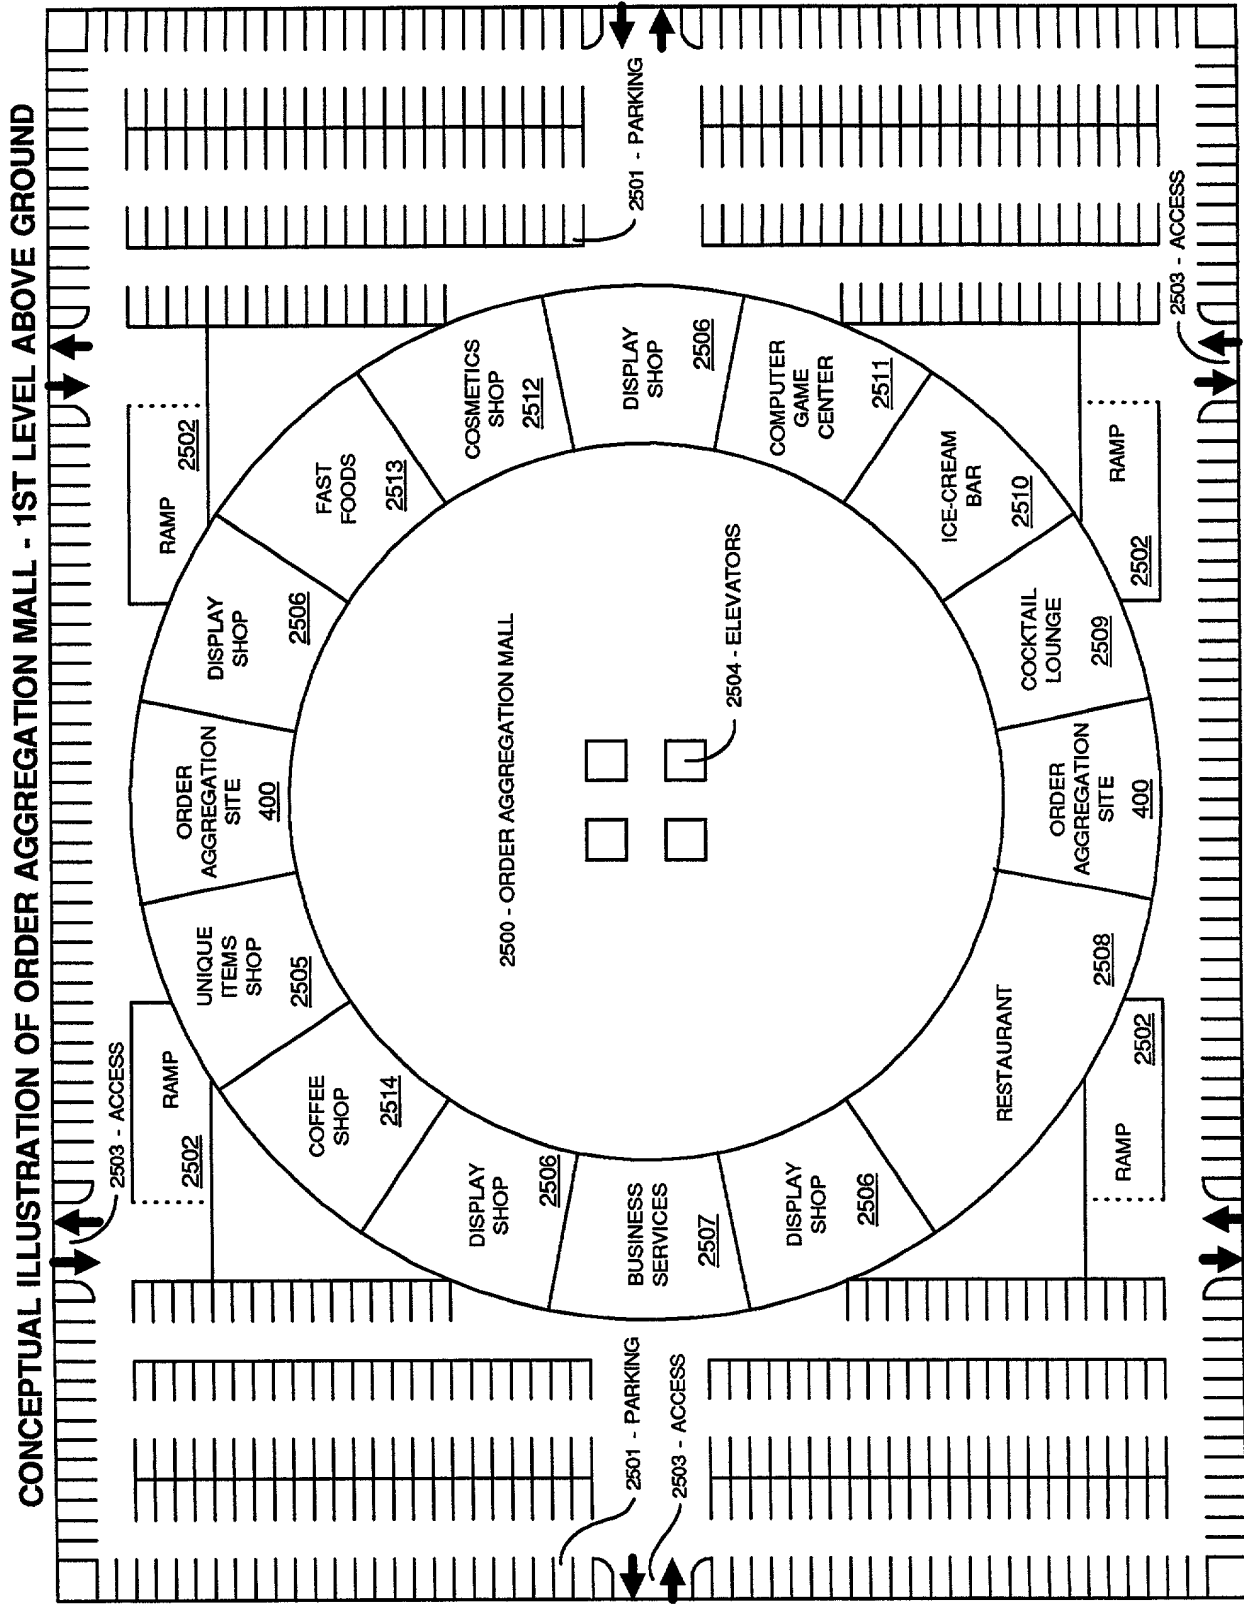 CONCEPTUAL ILLUSTRATION OF ORDER AGGREGATION MALL - 1ST LEVEL ABOVE GROUND
2503 - ACCESS
RAMP
2502
RAMP
2502
UNIQUE
ITEMS
SHOP
2505
ORDER
AGGREGATION
SITE
400
DISPLAY
SHOP
2506
COFFEE
SHOP
2514
FAST
FOODS
2513
DISPLAY
SHOP
2506
COSMETICS
SHOP
2512
2500 - ORDER AGGREGATION MALL
2501 - PARKING
2503 - ACCESS
BUSINESS
SERVICES
2507
2504 - ELEVATORS
DISPLAY
SHOP
2506
2501 - PARKING
DISPLAY
SHOP
2506
COMPUTER
GAME
CENTER
2511
ICE-CREAM
BAR
2510
RESTAURANT
2508
ORDER
AGGREGATION
SITE
400
COCKTAIL
LOUNGE
2509
RAMP
2502
RAMP
2502
2503 - ACCESS